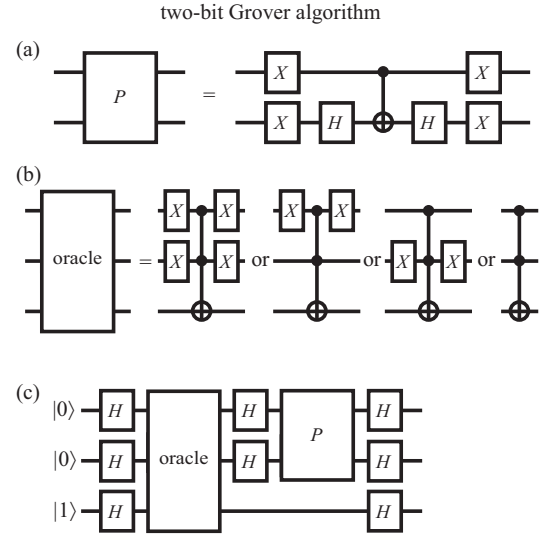 two-bit Grover algorithm
(a)
P = X X
X H H X
(b)
oracle = X X X X
X X or or X X or
(c)
|0⟩ H H H
P
|0⟩ H oracle H H
|1⟩ H H